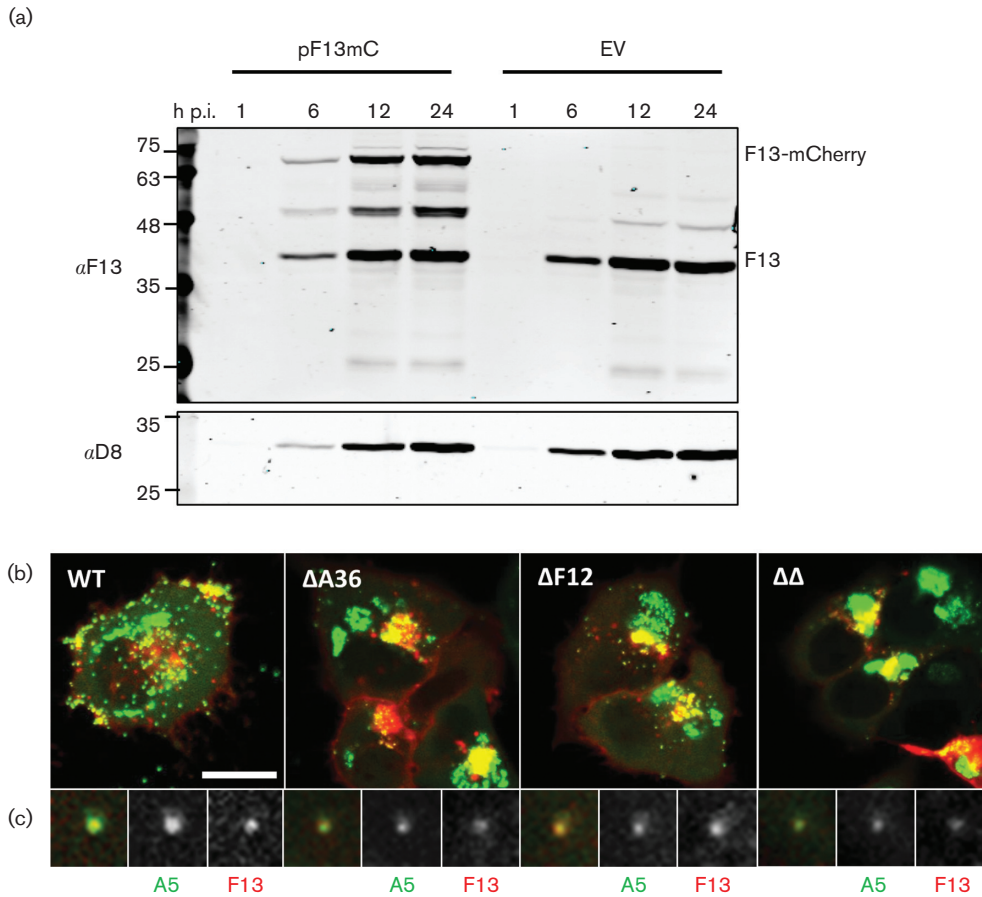 (a)
pF13mC EV
h p.i. 1 6 12 24 1 6 12 24
75
F13-mCherry
63
48
αF13
F13
35
25
35
αD8
25
(b)
WT ΔA36 ΔF12 ΔΔ
(c)
A5 F13 A5 F13 A5 F13 A5 F13